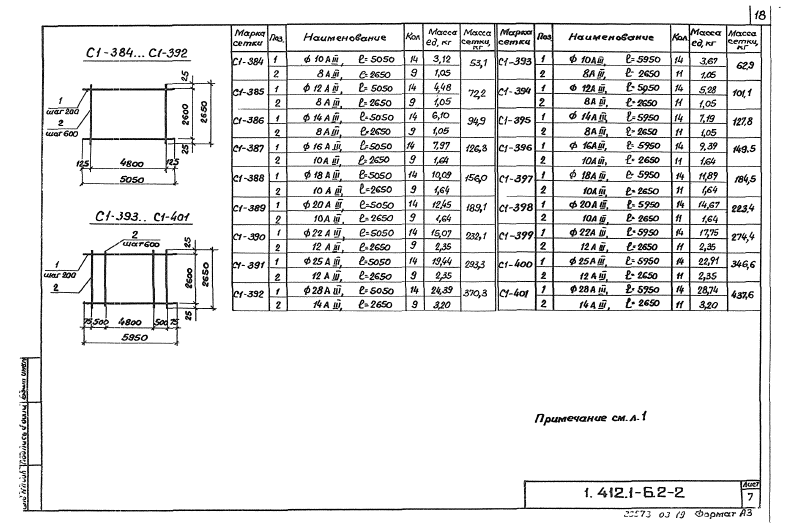 18
С1-384...С1-392
1
шаг 200
2
шаг 600
25
2600
2650
25
125 4800 125
5050
С1-393...С1-401
2
шаг 600
1
шаг 200
2
25
2600
2650
25
75 500 4800 500 75
5950
Марка сетки Поз. Наименование Кол Масса ед, кг Масса сетки, кг Марка сетки Поз. Наименование Кол Масса ед, кг Масса сетки, кг
С1-384 1 ϕ 10 А III, ℓ=5050 14 3,12 53,1 С1-393 1 ϕ 10А III, ℓ=5950 14 3,67 62,9
2 8 А III, ℓ=2650 9 1,05 2 8 А III, ℓ=2650 11 1,05
С1-385 1 ϕ 12 А III, ℓ=5050 14 4,48 72,2 С1-394 1 ϕ 12А III, ℓ=5950 14 5,28 101,1
2 8 А III, ℓ=2650 9 1,05 2 8 А III, ℓ=2650 11 1,05
С1-386 1 ϕ 14 А III, ℓ=5050 14 6,10 94,9 С1-395 1 ϕ 14А III, ℓ=5950 14 7,19 127,8
2 8 А III, ℓ=2650 9 1,05 2 8А III, ℓ=2650 11 1,05
С1-387 1 ϕ 16 А III, ℓ=5050 14 7,97 126,3 С1-396 1 ϕ 16А III, ℓ=5950 14 9,39 149,5
2 10 А III, ℓ=2650 9 1,64 2 10А III, ℓ=2650 11 1,64
С1-388 1 ϕ 18 А III, ℓ=5050 14 10,09 156,0 С1-397 1 ϕ 18А III, ℓ=5950 14 11,89 184,5
2 10 А III, ℓ=2650 9 1,64 2 10А III, ℓ=2650 11 1,64
С1-389 1 ϕ 20 А III, ℓ=5050 14 12,45 189,1 С1-398 1 ϕ 20 А III, ℓ=5950 14 14,67 223,4
2 10А III, ℓ=2650 9 1,64 2 10А III, ℓ=2650 11 1,64
С1-390 1 ϕ 22 А III, ℓ=5050 14 15,07 232,1 С1-399 1 ϕ 22А III, ℓ=5950 14 17,75 274,4
2 12 А III, ℓ=2650 9 2,35 2 12 А III, ℓ=2650 11 2,35
С1-391 1 ϕ 25 А III, ℓ=5050 14 19,44 293,3 С1-400 1 ϕ 25А III, ℓ=5950 14 22,91 346,6
2 12 А III, ℓ=2650 9 2,35 2 12 А III, ℓ=2650 11 2,35
С1-392 1 ϕ 28 А III, ℓ=5050 14 24,39 370,3 С1-401 1 ϕ 28А III, ℓ=5950 14 28,74 437,6
2 14 А III, ℓ=2650 9 3,20 2 14 А III, ℓ=2650 11 3,20
Примечание см. л.1
1. 412.1-6.2-2
Лист
7
03 19 Формат А3